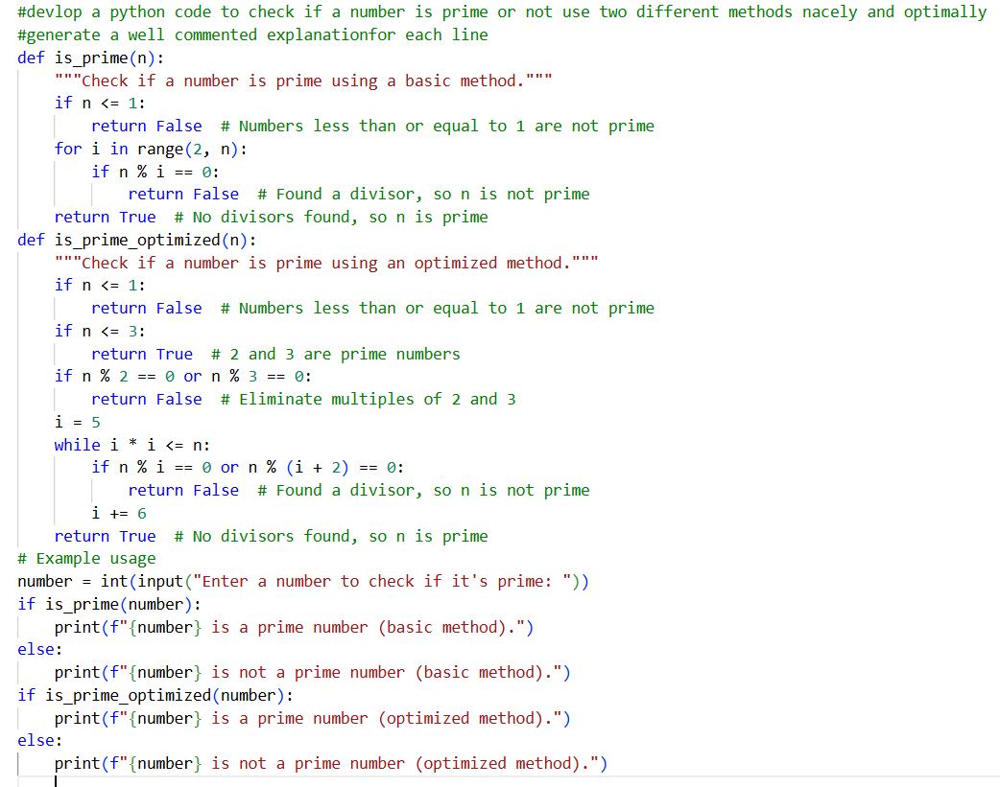 #devlop a python code to check if a number is prime or not use two different methods nacely and optimally
#generate a well commented explanationfor each line
def is_prime(n):
    """Check if a number is prime using a basic method."""
    if n <= 1:
        return False  # Numbers less than or equal to 1 are not prime
    for i in range(2, n):
        if n % i == 0:
            return False  # Found a divisor, so n is not prime
    return True  # No divisors found, so n is prime
def is_prime_optimized(n):
    """Check if a number is prime using an optimized method."""
    if n <= 1:
        return False  # Numbers less than or equal to 1 are not prime
    if n <= 3:
        return True  # 2 and 3 are prime numbers
    if n % 2 == 0 or n % 3 == 0:
        return False  # Eliminate multiples of 2 and 3
    i = 5
    while i * i <= n:
        if n % i == 0 or n % (i + 2) == 0:
            return False  # Found a divisor, so n is not prime
        i += 6
    return True  # No divisors found, so n is prime
# Example usage
number = int(input("Enter a number to check if it's prime: "))
if is_prime(number):
    print(f"{number} is a prime number (basic method).")
else:
    print(f"{number} is not a prime number (basic method).")
if is_prime_optimized(number):
    print(f"{number} is a prime number (optimized method).")
else:
    print(f"{number} is not a prime number (optimized method).")